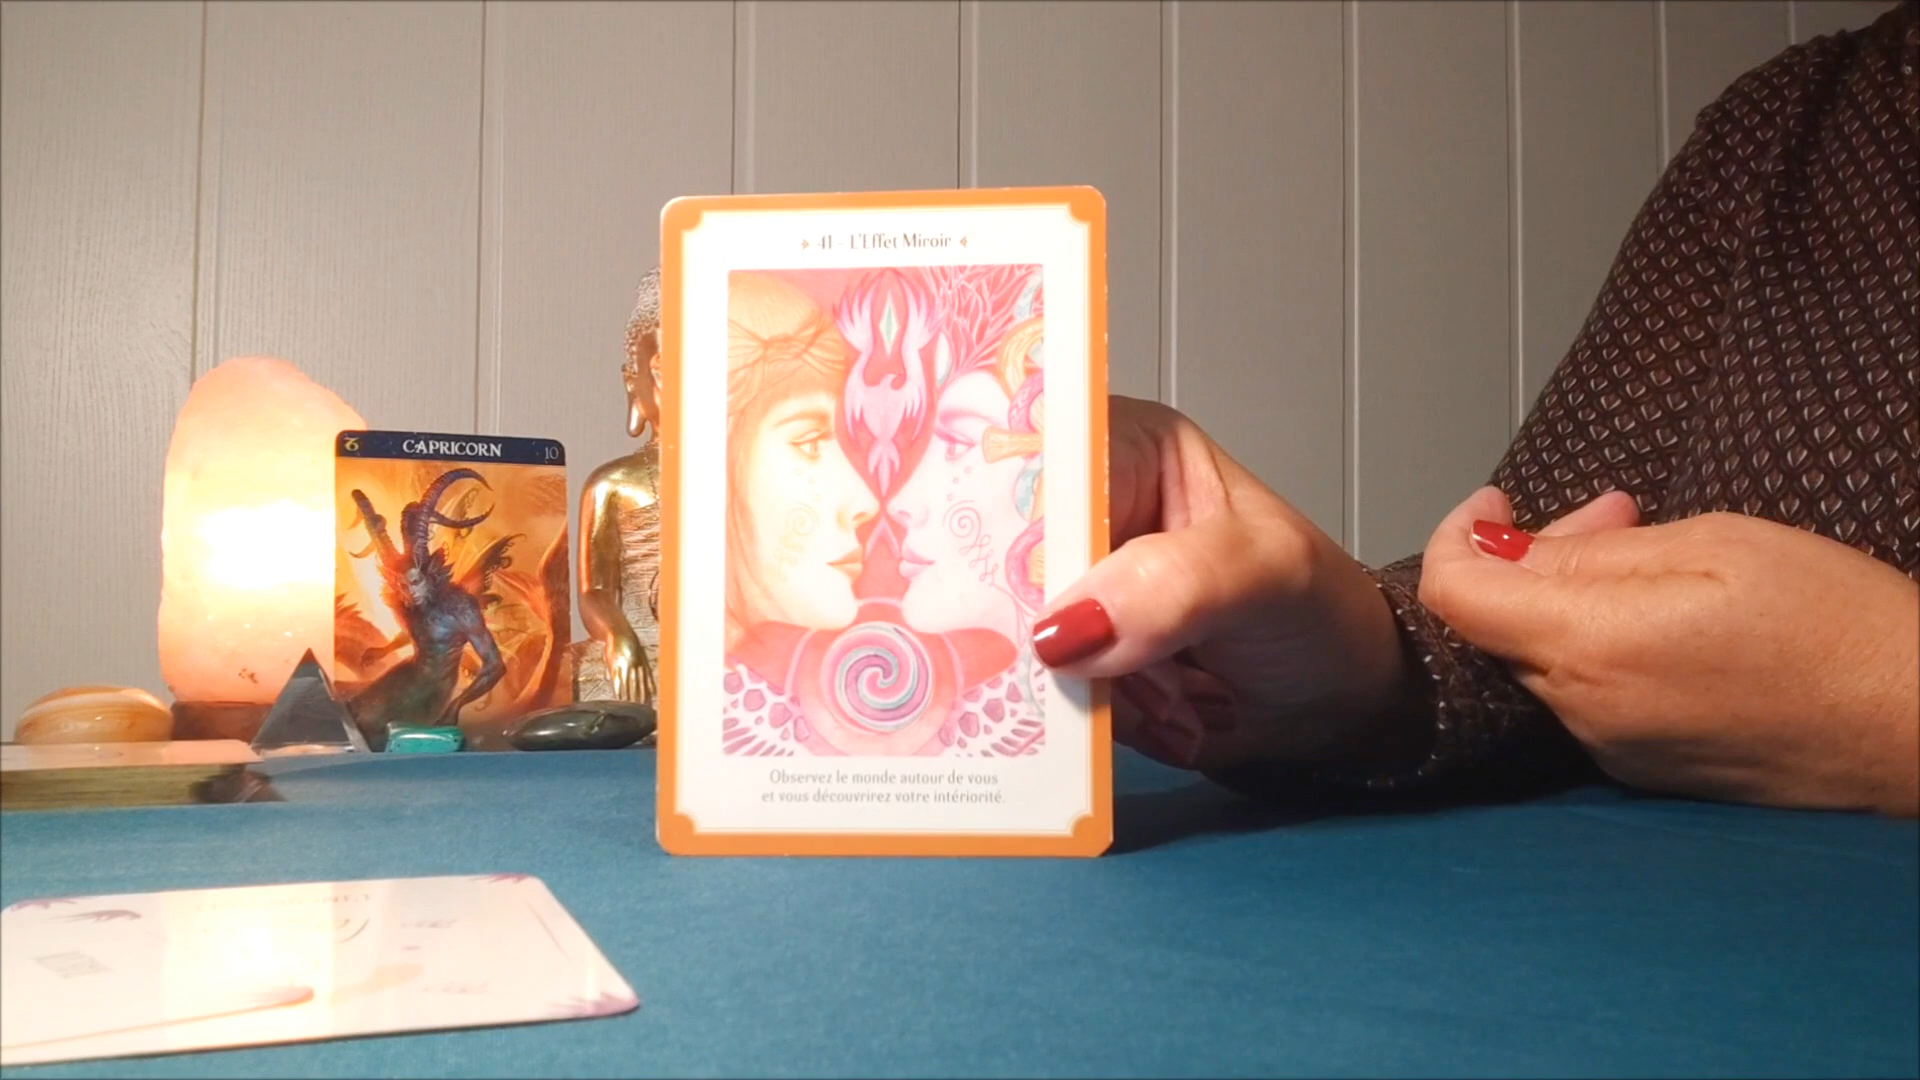 41 - L'Effet Miroir
Observez le monde autour de vous
et vous découvrirez votre intériorité.
CAPRICORN
10